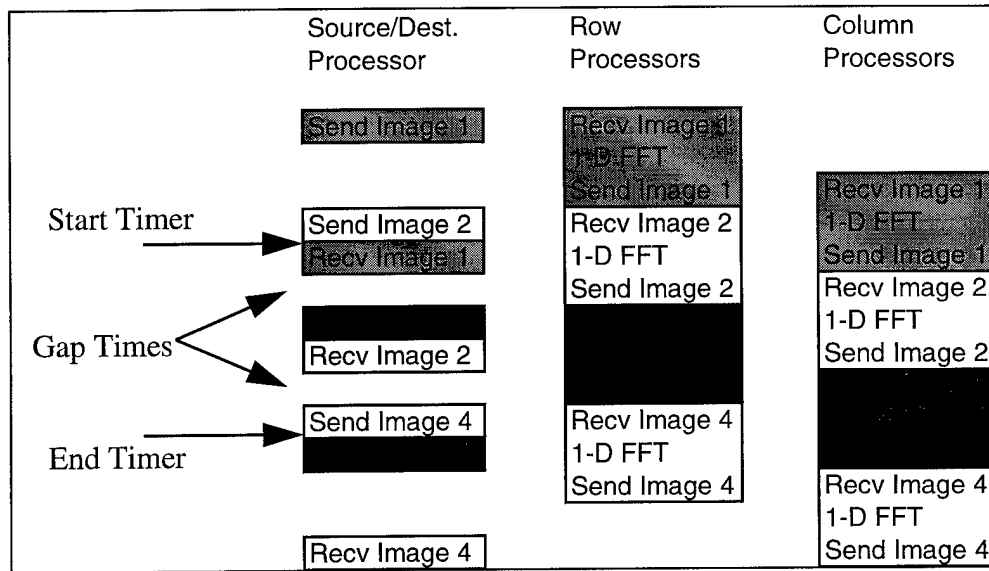 Source/Dest.
Processor
Row
Processors
Column
Processors
Send Image 1
Recv Image 1
1-D FFT
Send Image 1
Recv Image 1
1-D FFT
Send Image 1
Start Timer
Send Image 2
Recv Image 1
Recv Image 2
1-D FFT
Send Image 2
Recv Image 2
1-D FFT
Send Image 2
Gap Times
Recv Image 2
End Timer
Send Image 4
Recv Image 4
1-D FFT
Send Image 4
Recv Image 4
1-D FFT
Send Image 4
Recv Image 4